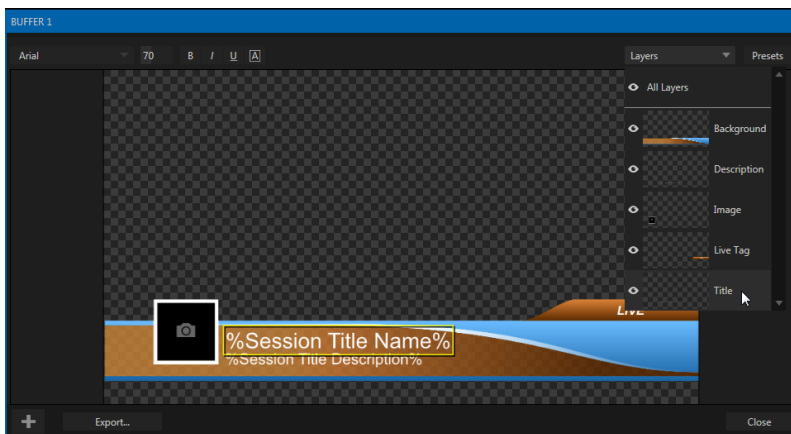 BUFFER 1
Arial 70 B I U A Layers Presets
All Layers
Background
Description
Image
Live Tag
Title
LIVE
%Session Title Name%
%Session Title Description%
Export... Close